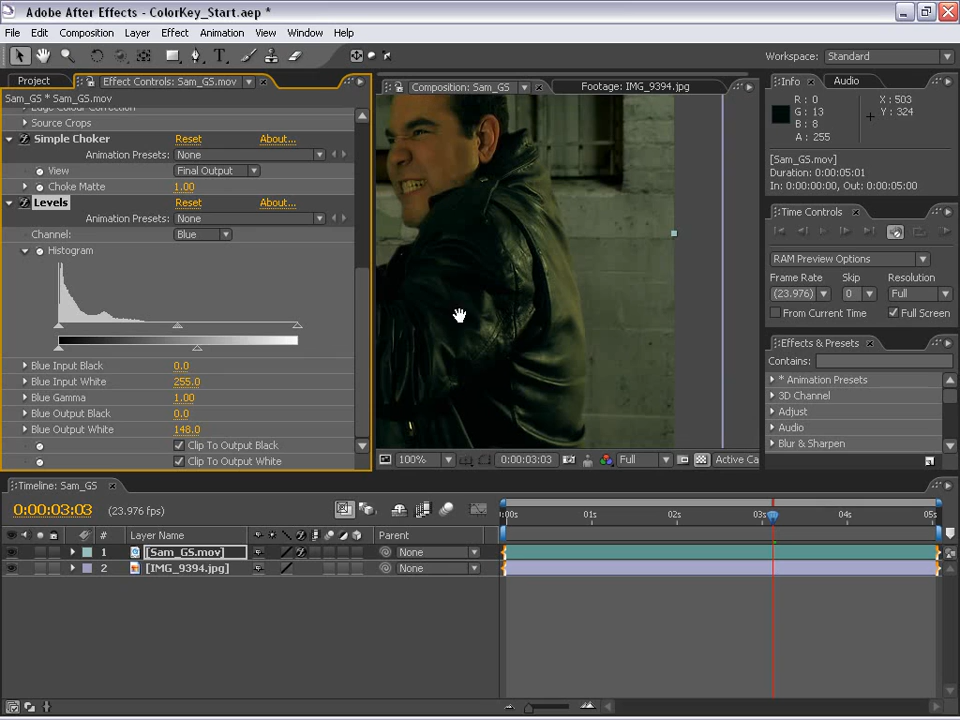 Adobe After Effects - ColorKey_Start.aep *
File Edit Composition Layer Effect Animation View Window Help
Workspace: Standard
Project Effect Controls: Sam_GS.mov
Composition: Sam_GS Footage: IMG_9394.jpg
Info Audio
Sam_GS * Sam_GS.mov
Edge Colour Correction
Source Crops
Simple Choker Reset About...
Animation Presets: None
View Final Output
Choke Matte 1.00
Levels Reset About...
Animation Presets: None
Channel: Blue
Histogram
Blue Input Black 0.0
Blue Input White 255.0
Blue Gamma 1.00
Blue Output Black 0.0
Blue Output White 148.0
Clip To Output Black
Clip To Output White
100% 0:00:03:03 Full Active Ca
R : 0 X : 503
G : 13 Y : 324
B : 8
A : 255
[Sam_GS.mov]
Duration: 0:00:05:01
In: 0:00:00:00, Out: 0:00:05:00
Time Controls
RAM Preview Options
Frame Rate Skip Resolution
(23.976) 0 Full
From Current Time Full Screen
Effects & Presets
Contains:
* Animation Presets
3D Channel
Adjust
Audio
Blur & Sharpen
Timeline: Sam_GS
0:00:03:03 (23.976 fps)
:00s 01s 02s 03s 04s 05s
# Layer Name Parent
1 [Sam_GS.mov] None
2 [IMG_9394.jpg] None